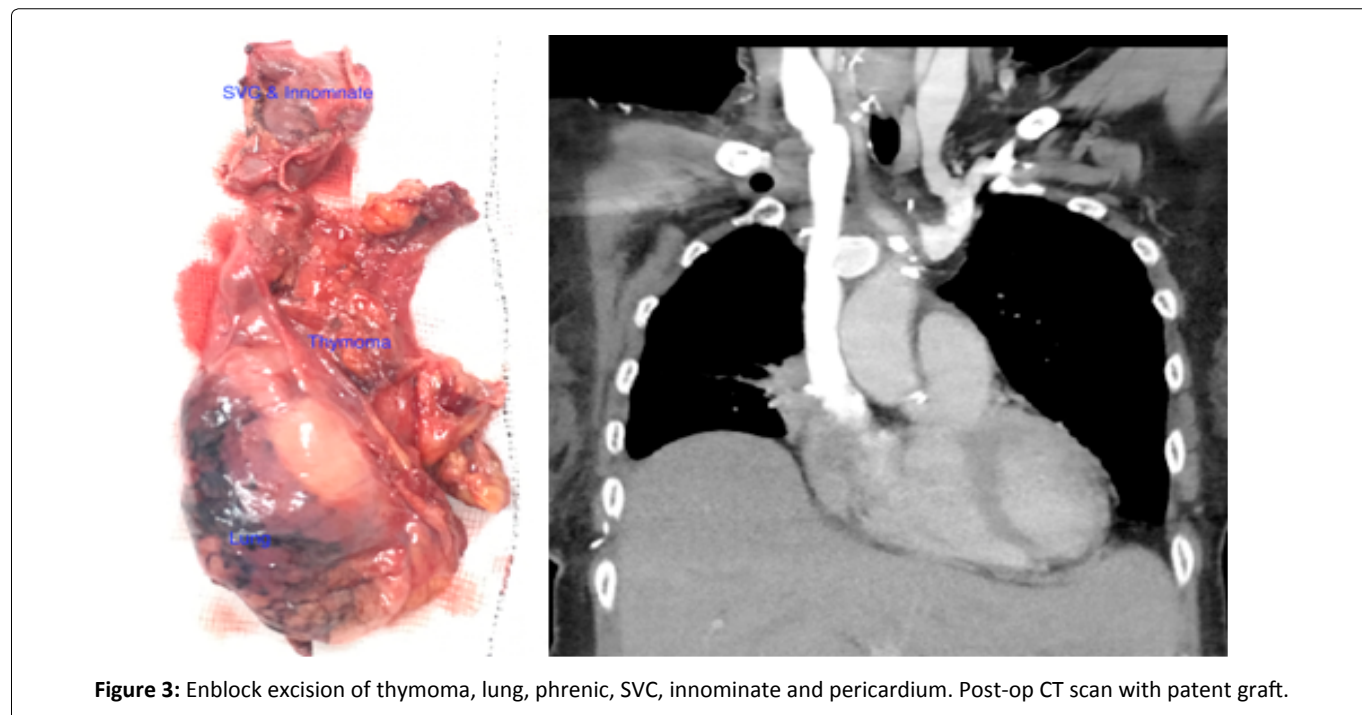 SVC & Innominate
Thymoma
Lung
Figure 3: Enblock excision of thymoma, lung, phrenic, SVC, innominate and pericardium. Post-op CT scan with patent graft.